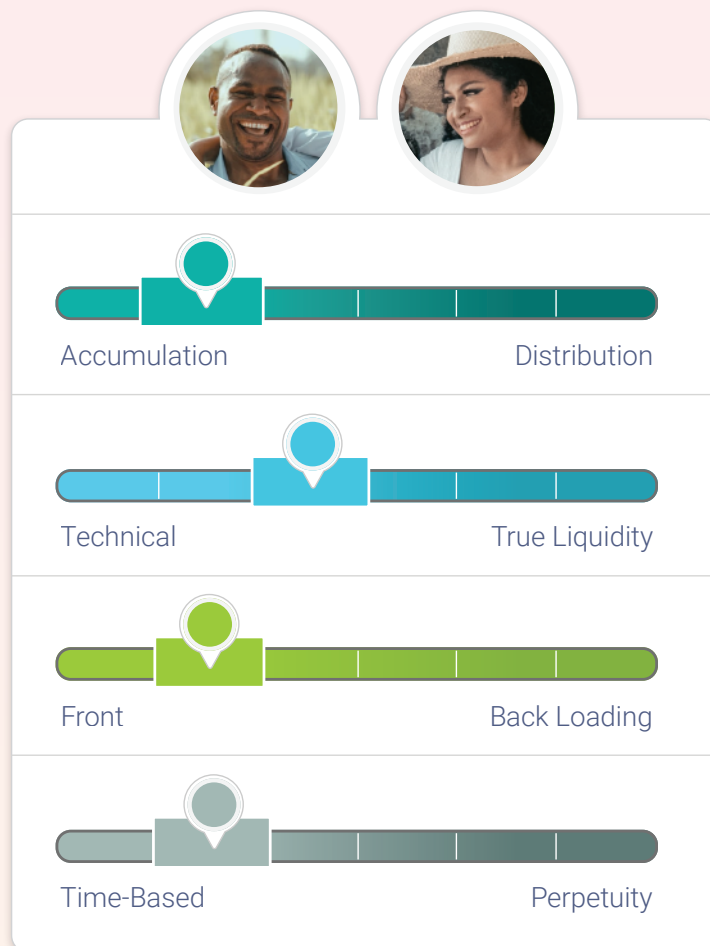 Accumulation Distribution
Technical True Liquidity
Front Back Loading
Time-Based Perpetuity